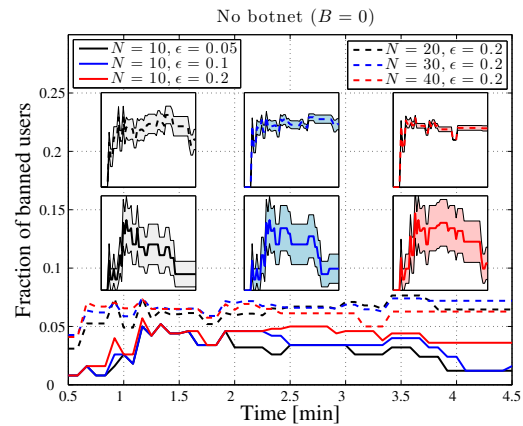 No botnet (B = 0)
N = 10, ϵ = 0.05
N = 10, ϵ = 0.1
N = 10, ϵ = 0.2
N = 20, ϵ = 0.2
N = 30, ϵ = 0.2
N = 40, ϵ = 0.2
Fraction of banned users
0.25
0.2
0.15
0.1
0.05
0
0.5 1 1.5 2 2.5 3 3.5 4 4.5
Time [min]